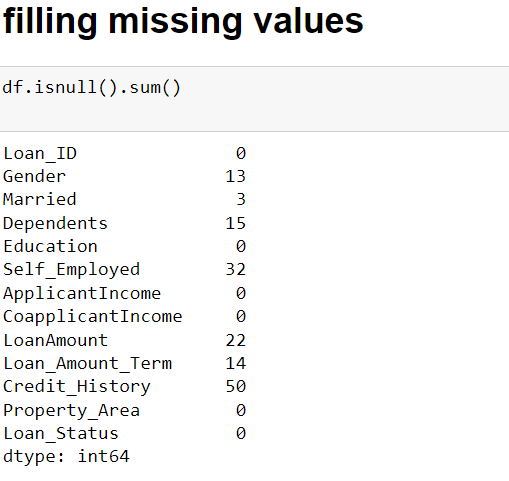 filling missing values
df.isnull().sum()
Loan_ID 0
Gender 13
Married 3
Dependents 15
Education 0
Self_Employed 32
ApplicantIncome 0
CoapplicantIncome 0
LoanAmount 22
Loan_Amount_Term 14
Credit_History 50
Property_Area 0
Loan_Status 0
dtype: int64